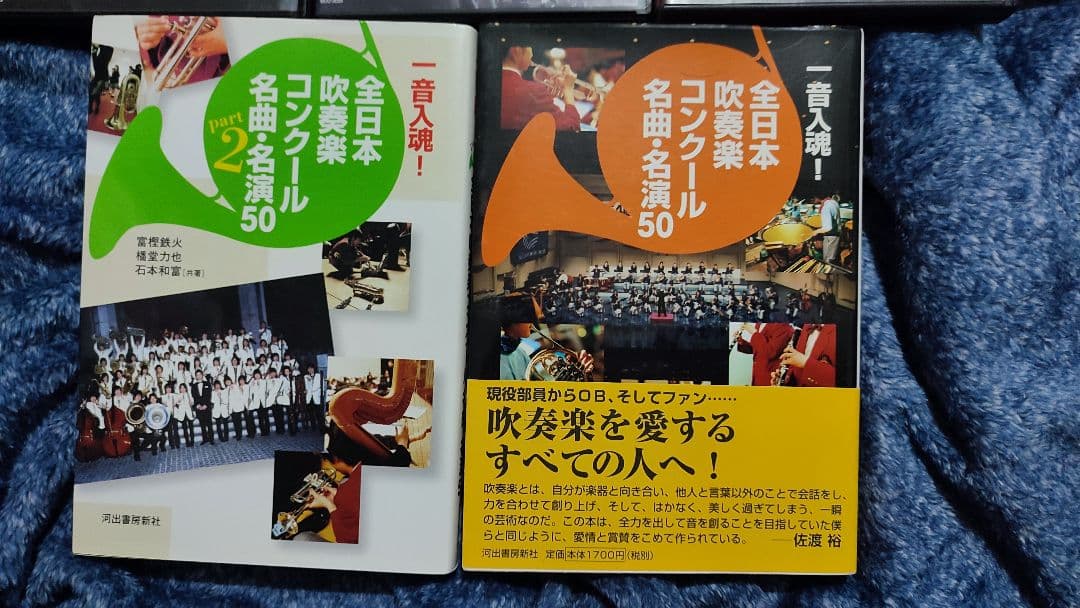 一音入魂！
全日本
吹奏楽
コンクール
名曲・名演50
part
2
富樫鉄火
橋堂力也
石本和富［共著］
河出書房新社
一音入魂！
全日本
吹奏楽
コンクール
名曲・名演50
現役部員からOB、そしてファン……
吹奏楽を愛する
すべての人へ！
吹奏楽とは、自分が楽器と向き合い、他人と言葉以外のことで会話をし、
力を合わせて創り上げ、そして、はかなく、美しく過ぎてしまう、一瞬
の芸術なのだ。この本は、全力を出して音を創ることを目指していた僕
らと同じように、愛情と賞賛をこめて作られている。 ——佐渡 裕
河出書房新社 定価 本体1700円（税別）